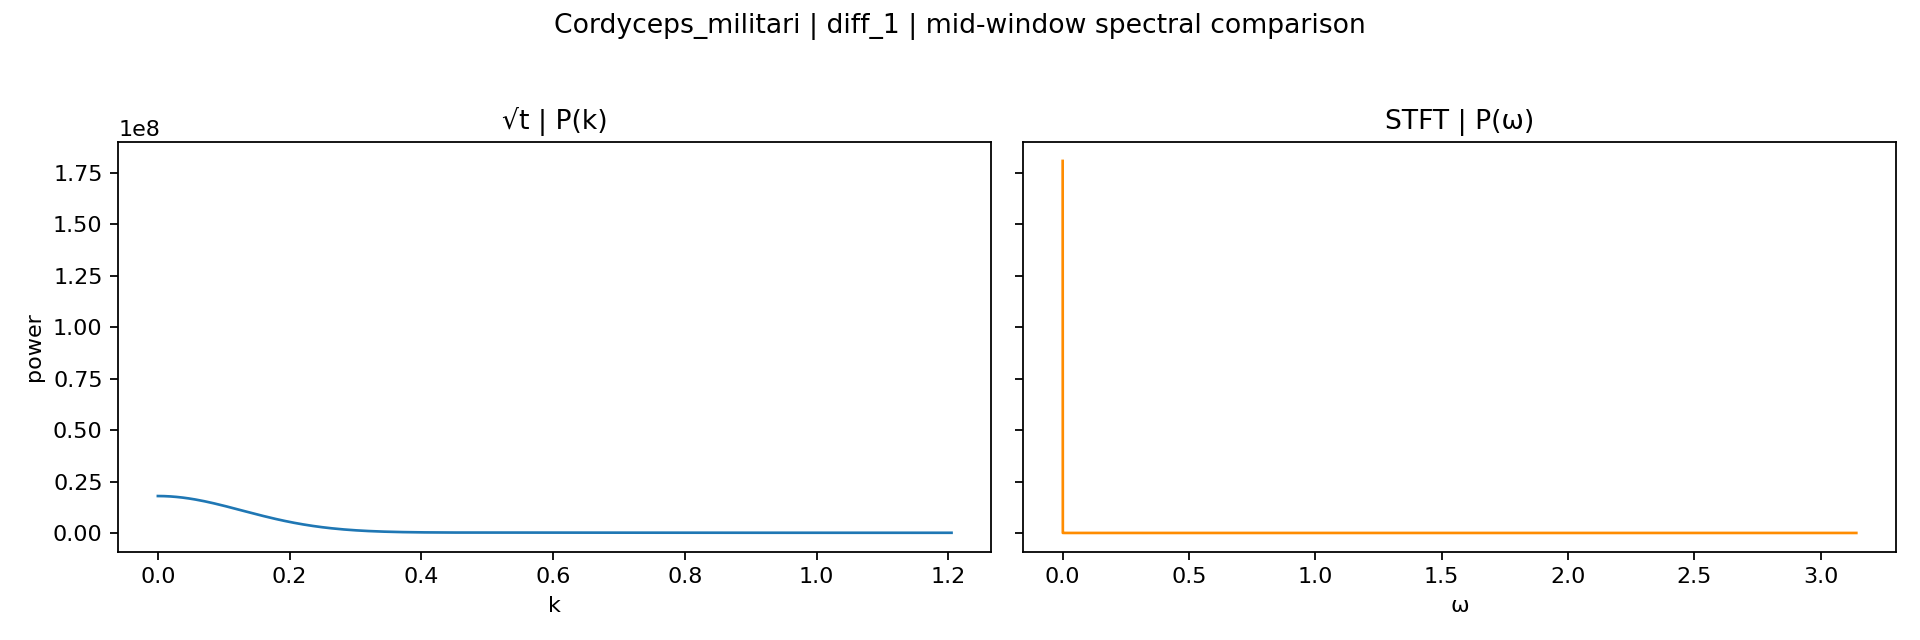 Cordyceps_militari | diff_1 | mid-window spectral comparison
√t | P(k)
1e8
1.75
1.50
1.25
1.00
0.75
0.50
0.25
0.00
power
0.0 0.2 0.4 0.6 0.8 1.0 1.2
k
STFT | P(ω)
0.0 0.5 1.0 1.5 2.0 2.5 3.0
ω